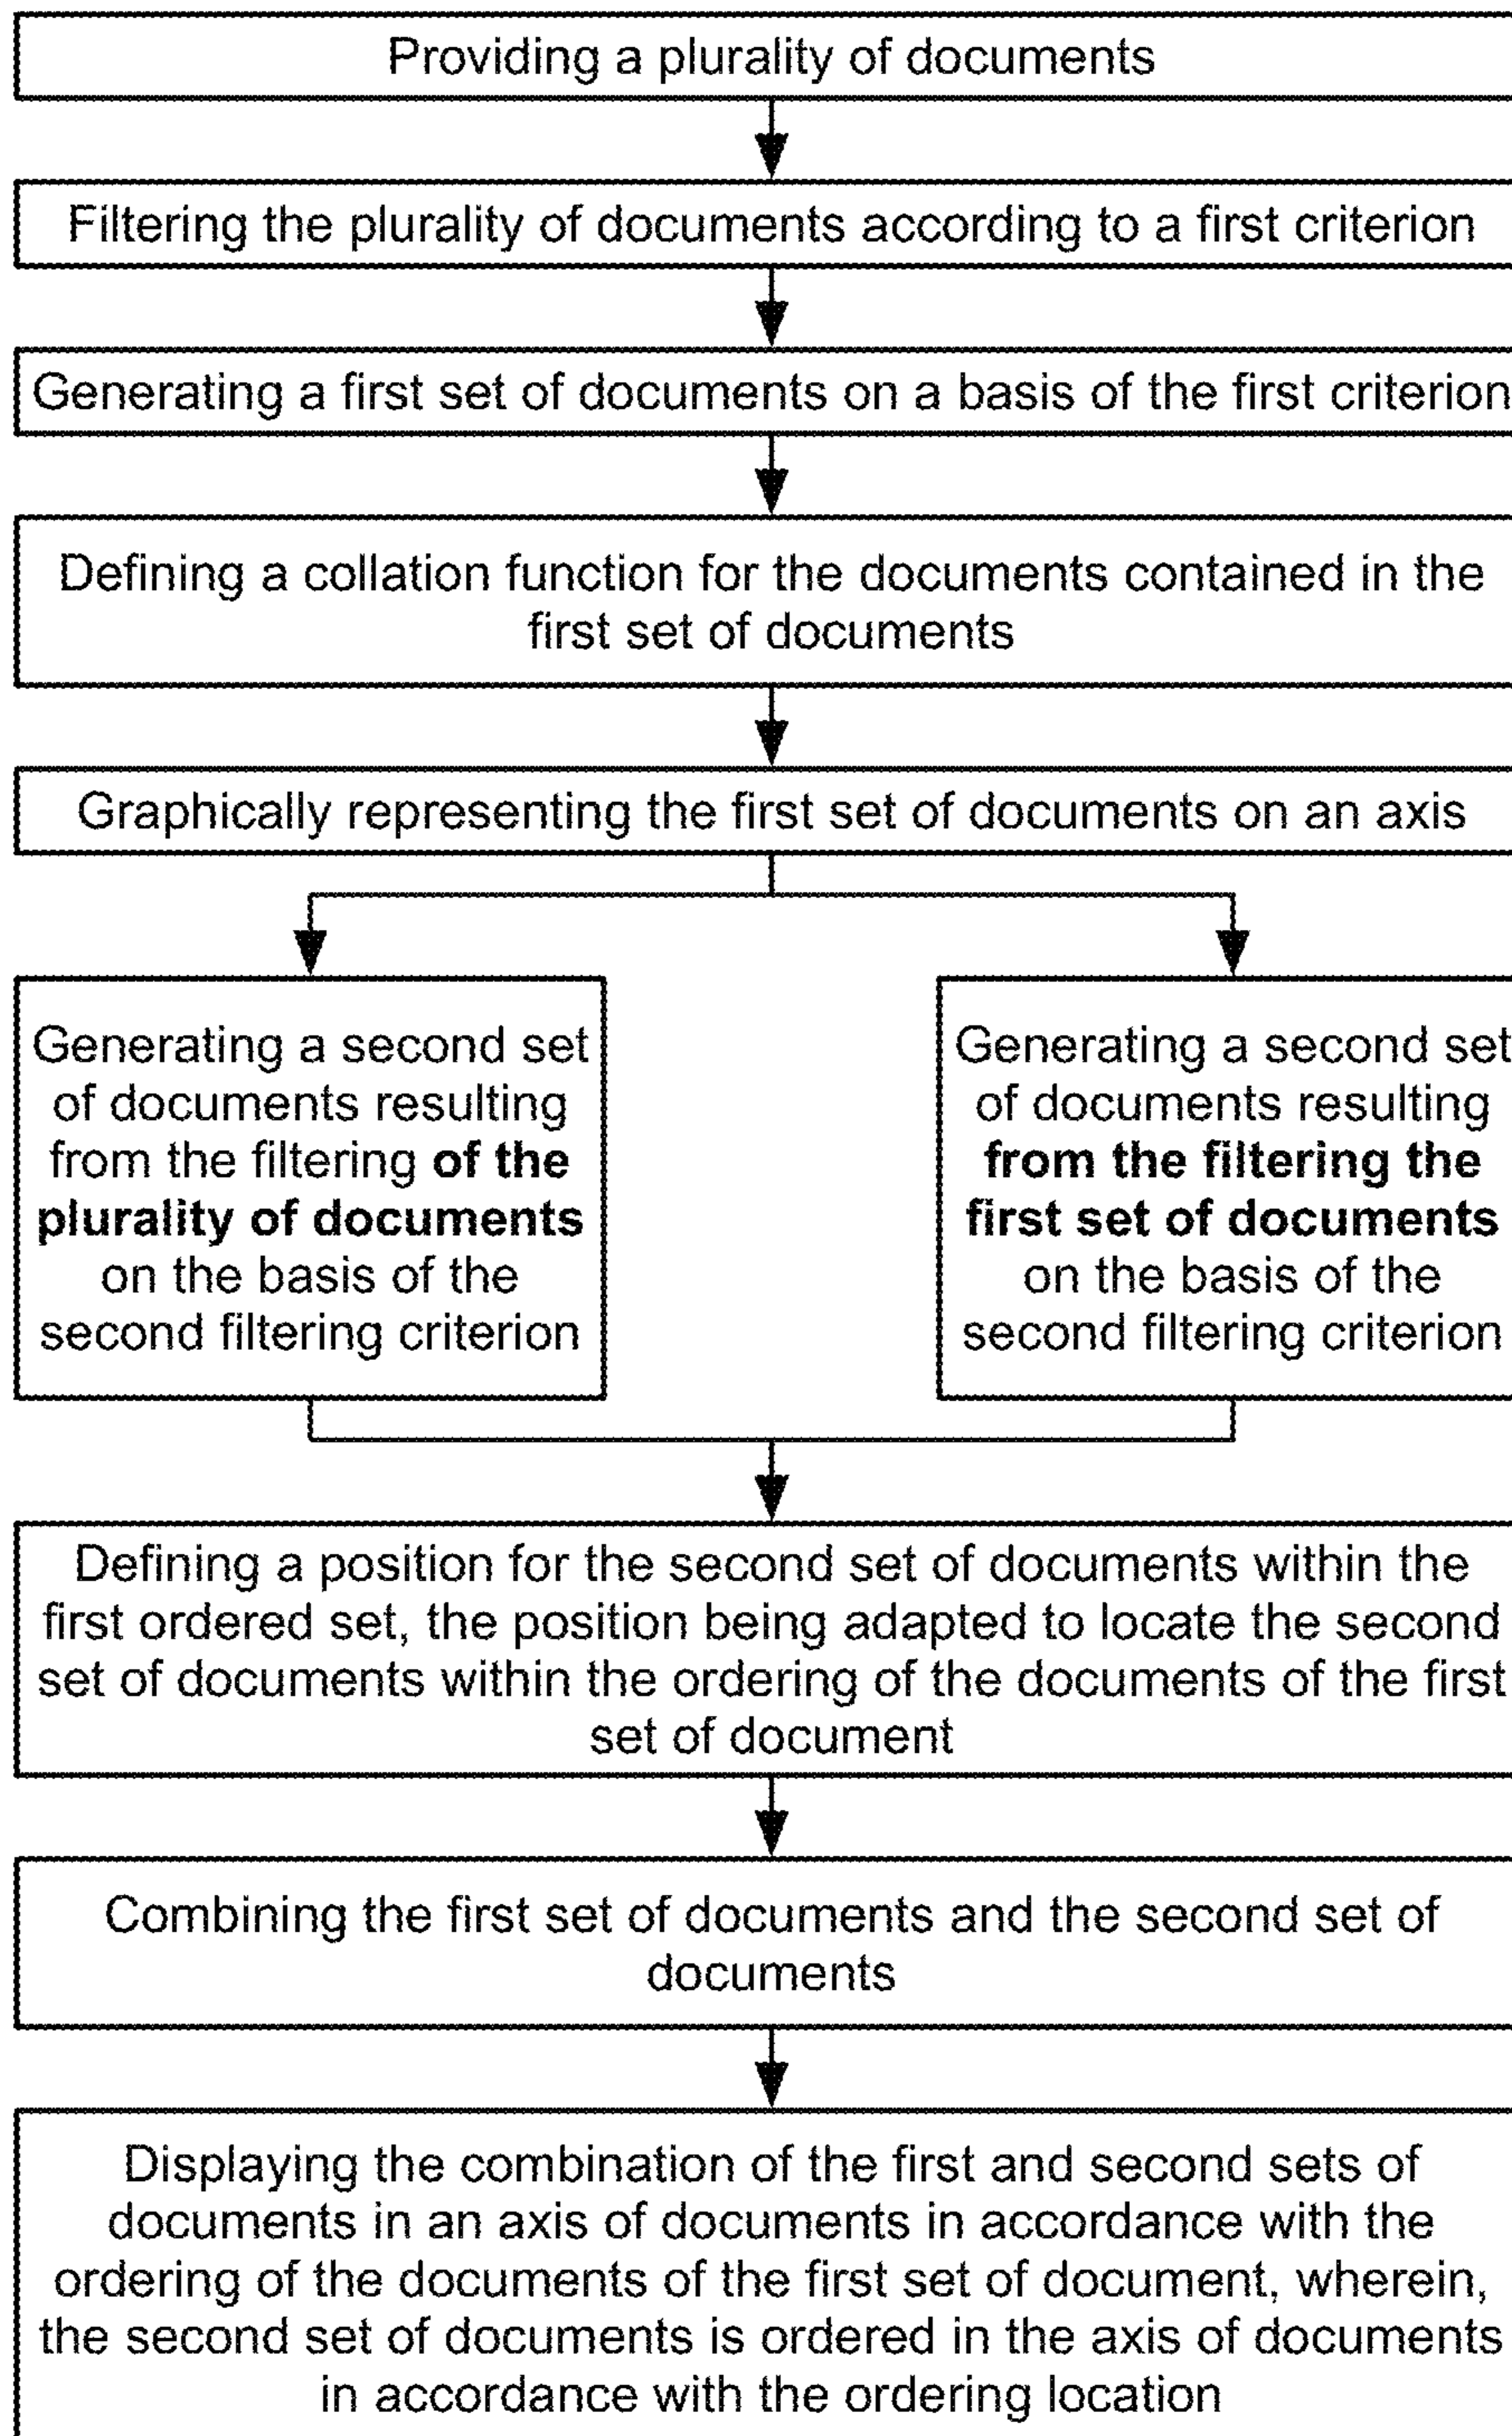 Providing a plurality of documents
Filtering the plurality of documents according to a first criterion
Generating a first set of documents on a basis of the first criterion
Defining a collation function for the documents contained in the
first set of documents
Graphically representing the first set of documents on an axis
Generating a second set
of documents resulting
from the filtering of the
plurality of documents
on the basis of the
second filtering criterion
Generating a second set
of documents resulting
from the filtering the
first set of documents
on the basis of the
second filtering criterion
Defining a position for the second set of documents within the
first ordered set, the position being adapted to locate the second
set of documents within the ordering of the documents of the first
set of document
Combining the first set of documents and the second set of
documents
Displaying the combination of the first and second sets of
documents in an axis of documents in accordance with the
ordering of the documents of the first set of document, wherein,
the second set of documents is ordered in the axis of documents
in accordance with the ordering location